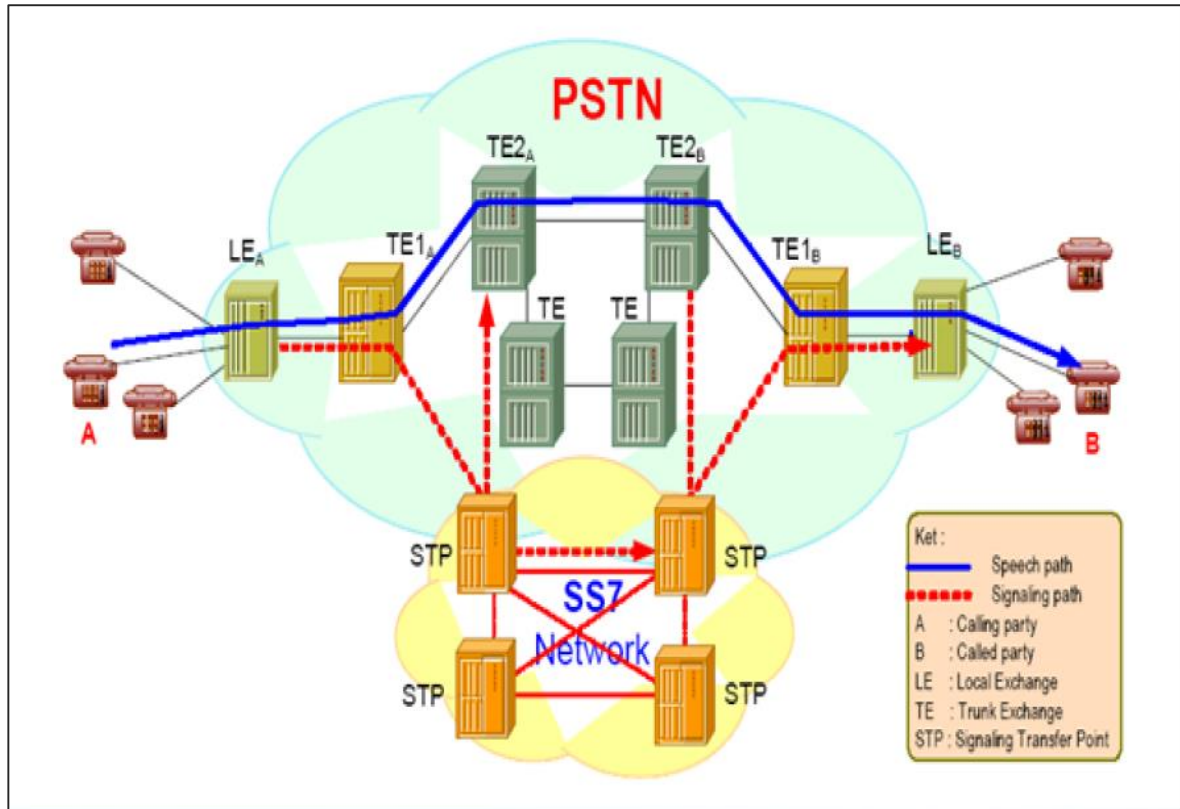 PSTN
TE2A
TE2B
LEA
TE1A
TE1B
LEB
TE
TE
A
B
STP
STP
SS7
Network
STP
STP
Ket :
Speech path
Signaling path
A : Calling party
B : Called party
LE : Local Exchange
TE : Trunk Exchange
STP : Signaling Transfer Point